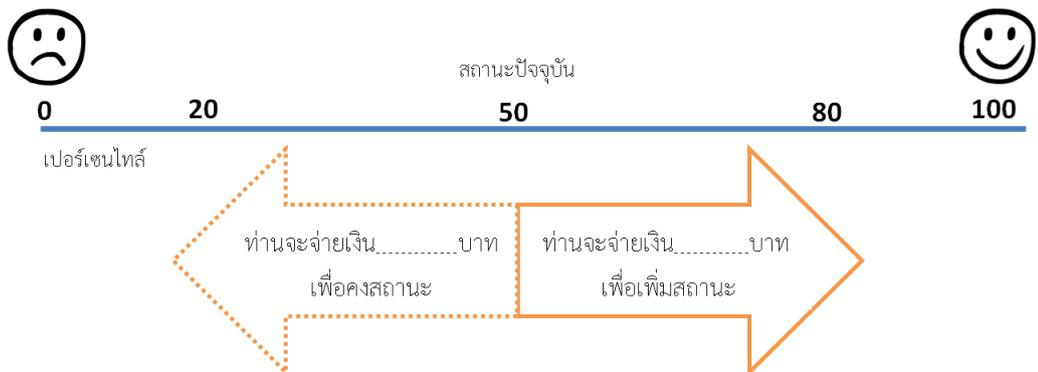 สถานะปัจจุบัน
0 20 50 80 100
เปอร์เซนไทล์
ท่านจะจ่ายเงิน...........บาท
เพื่อคงสถานะ
ท่านจะจ่ายเงิน..........บาท
เพื่อเพิ่มสถานะ